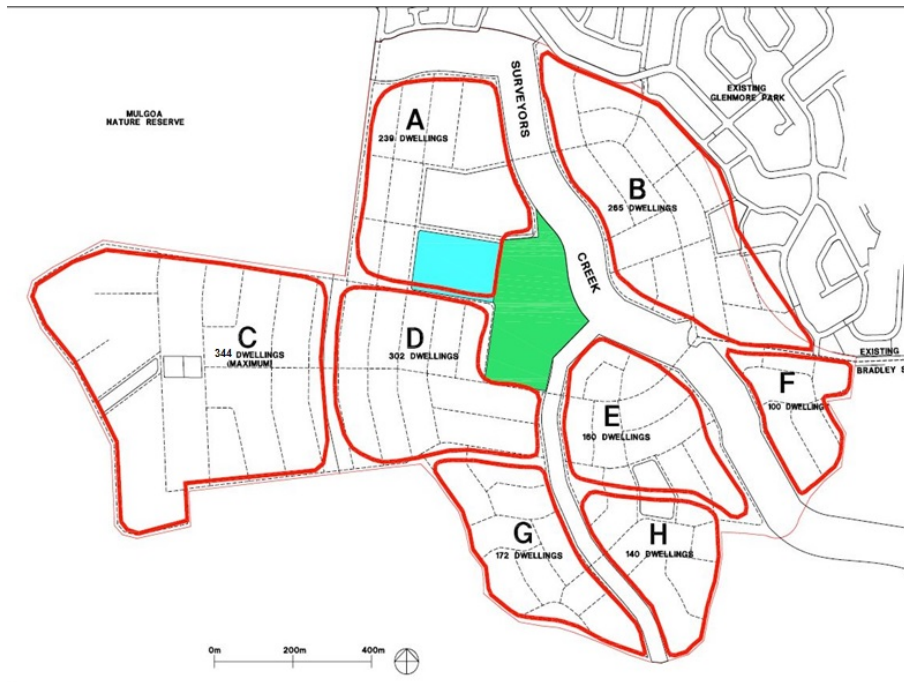 SURVEYORS
CREEK
EXISTING
GLENMORE PARK
MULGOA
NATURE RESERVE
A
239 DWELLINGS
B
265 DWELLINGS
C
344 DWELLINGS
(MAXIMUM)
D
302 DWELLINGS
EXISTING
BRADLEY S
F
100 DWELLING
E
160 DWELLINGS
G
172 DWELLINGS
H
140 DWELLINGS
0m
200m
400m